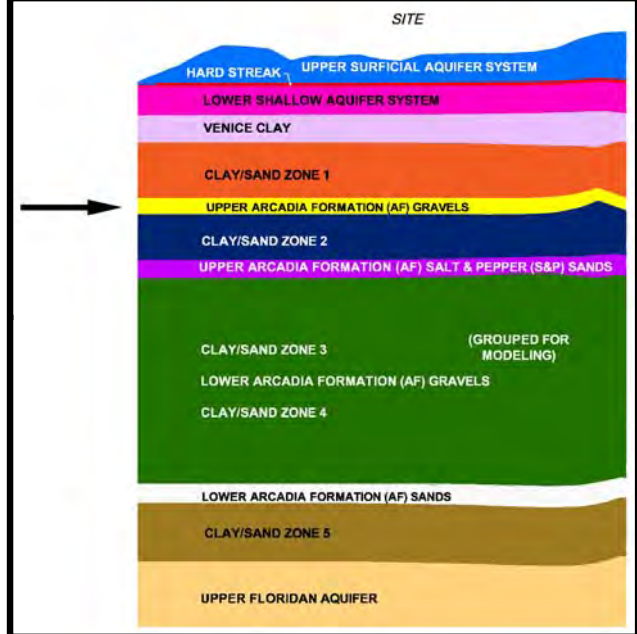 SITE
UPPER SURFICIAL AQUIFER SYSTEM
HARD STREAK
LOWER SHALLOW AQUIFER SYSTEM
VENICE CLAY
CLAY/SAND ZONE 1
UPPER ARCADIA FORMATION (AF) GRAVELS
CLAY/SAND ZONE 2
UPPER ARCADIA FORMATION (AF) SALT & PEPPER (S&P) SANDS
CLAY/SAND ZONE 3
(GROUPED FOR
MODELING)
LOWER ARCADIA FORMATION (AF) GRAVELS
CLAY/SAND ZONE 4
LOWER ARCADIA FORMATION (AF) SANDS
CLAY/SAND ZONE 5
UPPER FLORIDAN AQUIFER